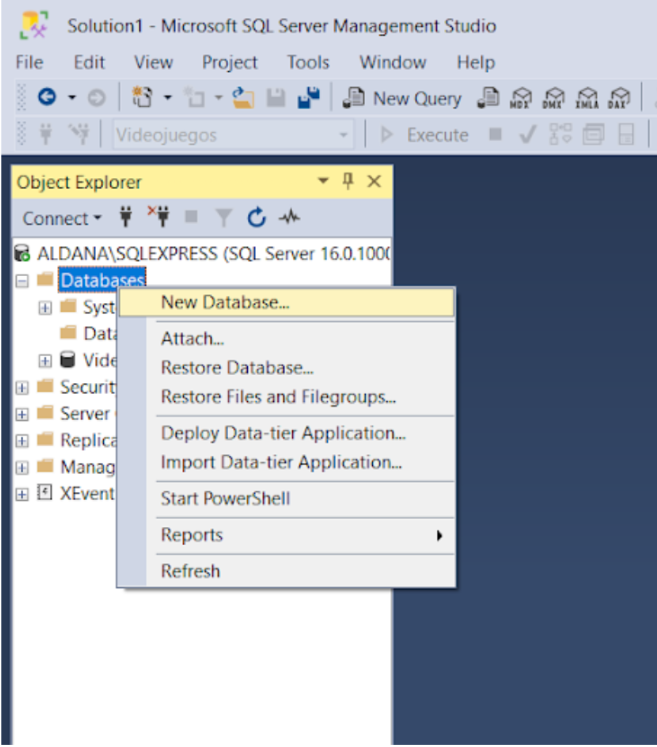 Solution1 - Microsoft SQL Server Management Studio
File Edit View Project Tools Window Help
New Query MDX DMX XMLA DAX
Videojuegos Execute
Object Explorer
Connect
ALDANA\SQLEXPRESS (SQL Server 16.0.100
Databases
Syst
New Database...
Data
Attach...
Vide
Restore Database...
Securit
Restore Files and Filegroups...
Server
Deploy Data-tier Application...
Replica
Import Data-tier Application...
Manag
XEvent
Start PowerShell
Reports
Refresh